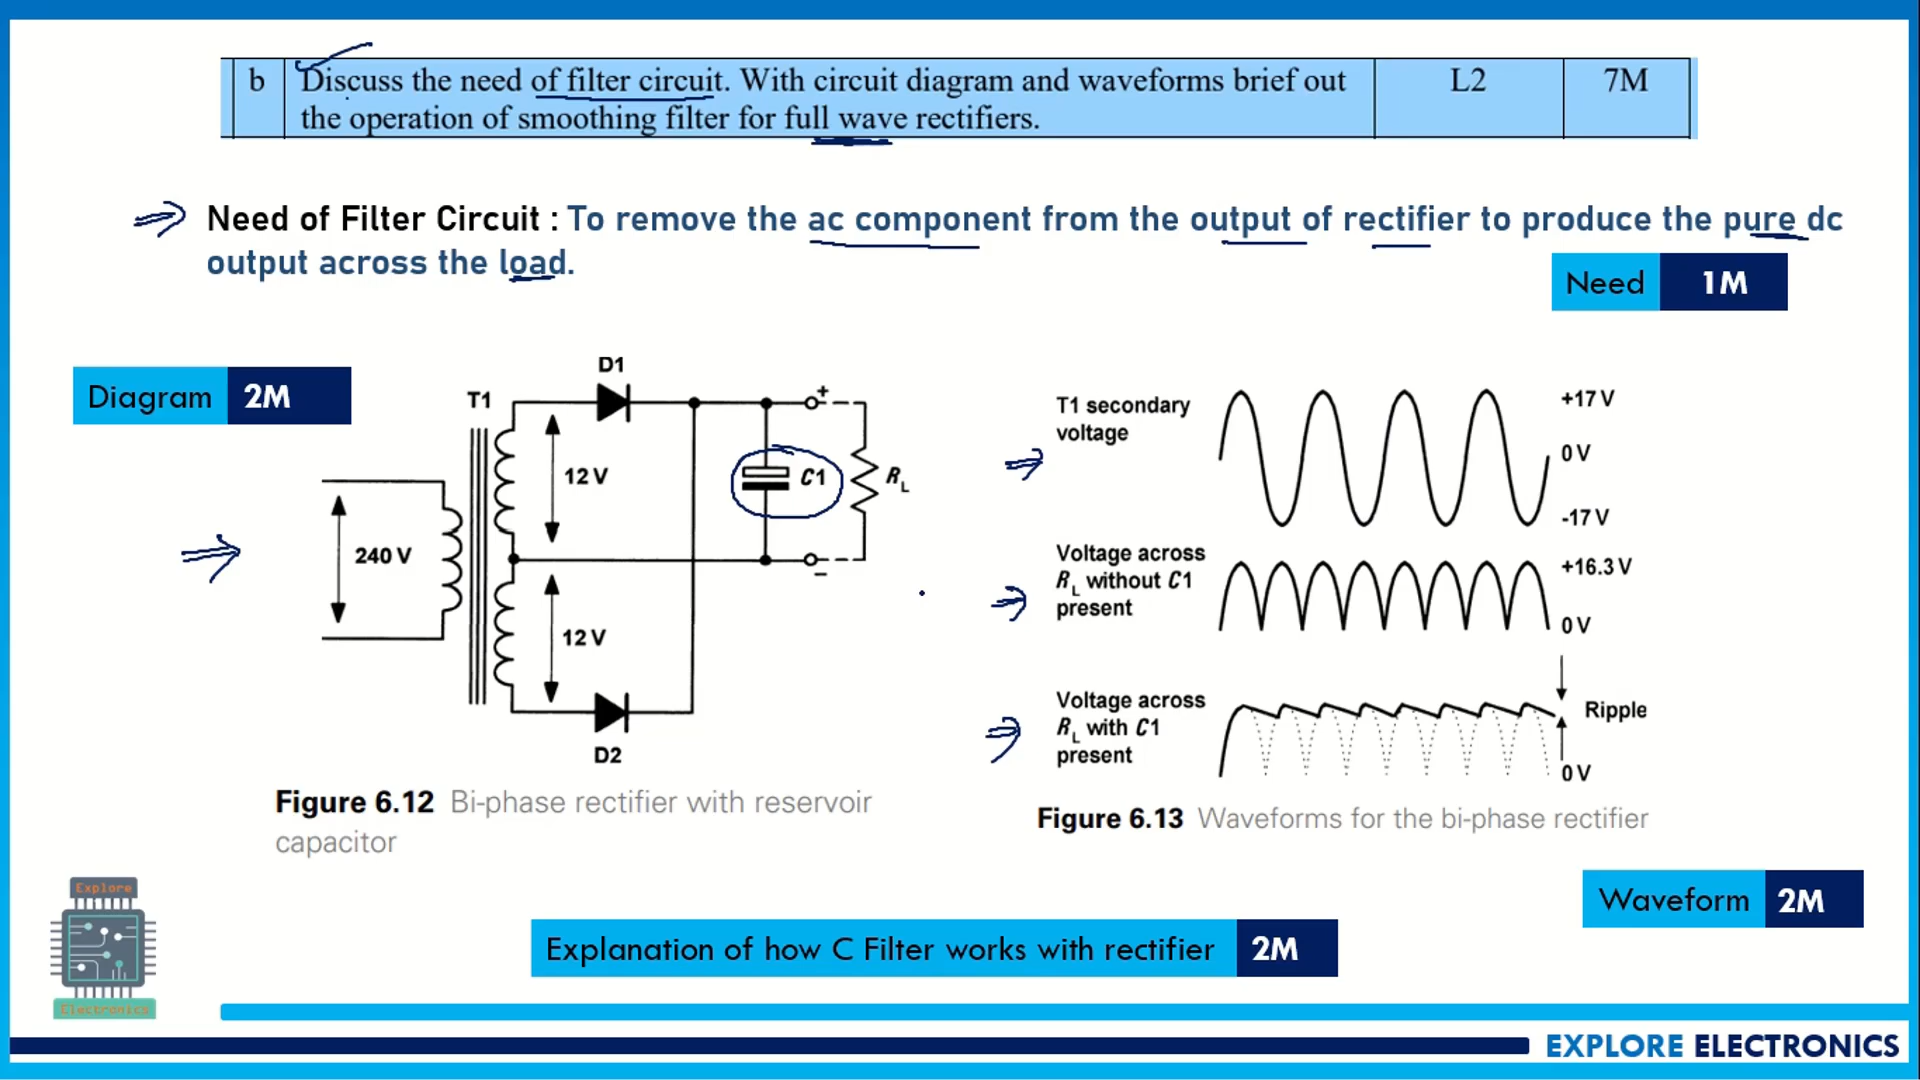 b Discuss the need of filter circuit. With circuit diagram and waveforms brief out L2 7M
the operation of smoothing filter for full wave rectifiers.
Need of Filter Circuit : To remove the ac component from the output of rectifier to produce the pure dc
output across the load.
Need 1M
Diagram 2M
D1
T1
+
12 V
C1
RL
240 V
–
12 V
D2
Figure 6.12 Bi-phase rectifier with reservoir
capacitor
T1 secondary
voltage
+17 V
0 V
-17 V
Voltage across
RL without C1
present
+16.3 V
0 V
Voltage across
RL with C1
present
Ripple
0 V
Figure 6.13 Waveforms for the bi-phase rectifier
Waveform 2M
Explanation of how C Filter works with rectifier 2M
Explore
Electronics
EXPLORE ELECTRONICS